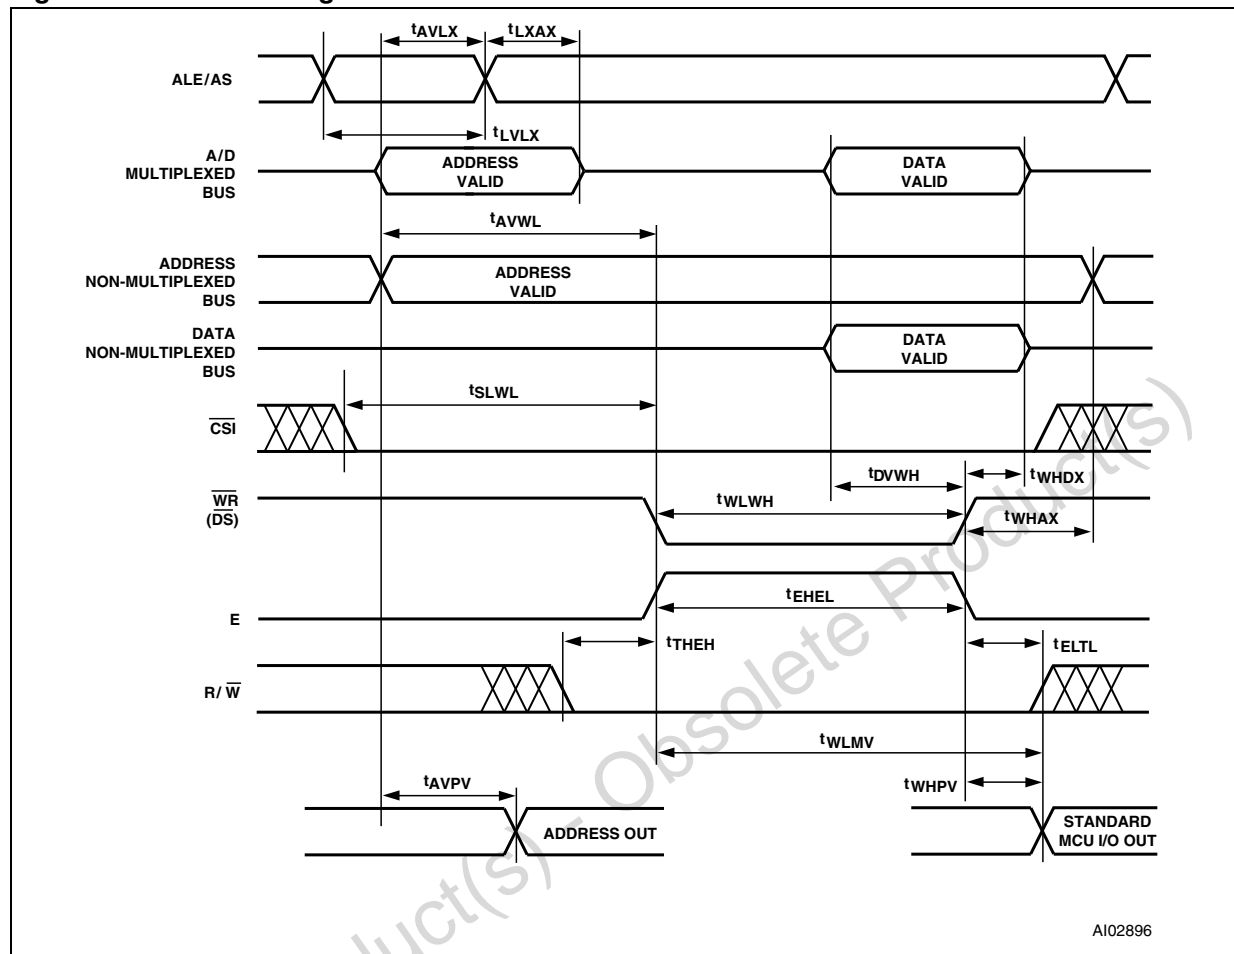 tAVLX
tLXAX
ALE/AS
tLVLX
A/D
MULTIPLEXED
BUS
ADDRESS
VALID
DATA
VALID
tAVWL
ADDRESS
NON-MULTIPLEXED
BUS
ADDRESS
VALID
DATA
NON-MULTIPLEXED
BUS
DATA
VALID
tSLWL
CSI
tDVWH
tWHDX
WR
(DS)
tWLWH
tWHAX
tEHEL
E
tTHEH
tELTL
R/ W
tWLMV
tAVPV
tWHPV
ADDRESS OUT
STANDARD
MCU I/O OUT
uct(s) - Obsolete Product(s)
AI02896